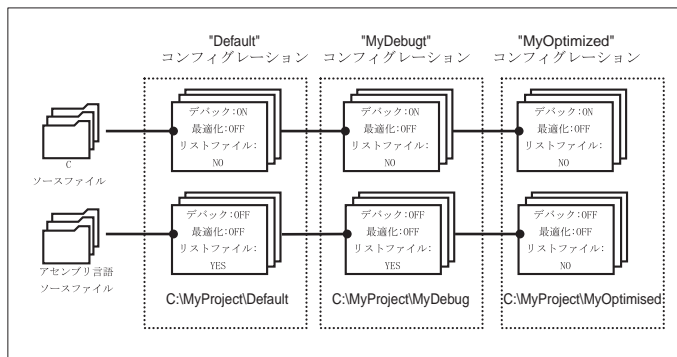 "Default"
コンフィグレーション
"MyDebugt"
コンフィグレーション
"MyOptimized"
コンフィグレーション
デバック:ON
最適化:OFF
リストファイル:
NO
デバック:ON
最適化:OFF
リストファイル:
NO
デバック:ON
最適化:OFF
リストファイル:
NO
C
ソースファイル
デバック:OFF
最適化:OFF
リストファイル:
YES
デバック:OFF
最適化:OFF
リストファイル:
YES
デバック:OFF
最適化:OFF
リストファイル:
NO
アセンブリ言語
ソースファイル
C:\MyProject\Default
C:\MyProject\MyDebug
C:\MyProject\MyOptimised